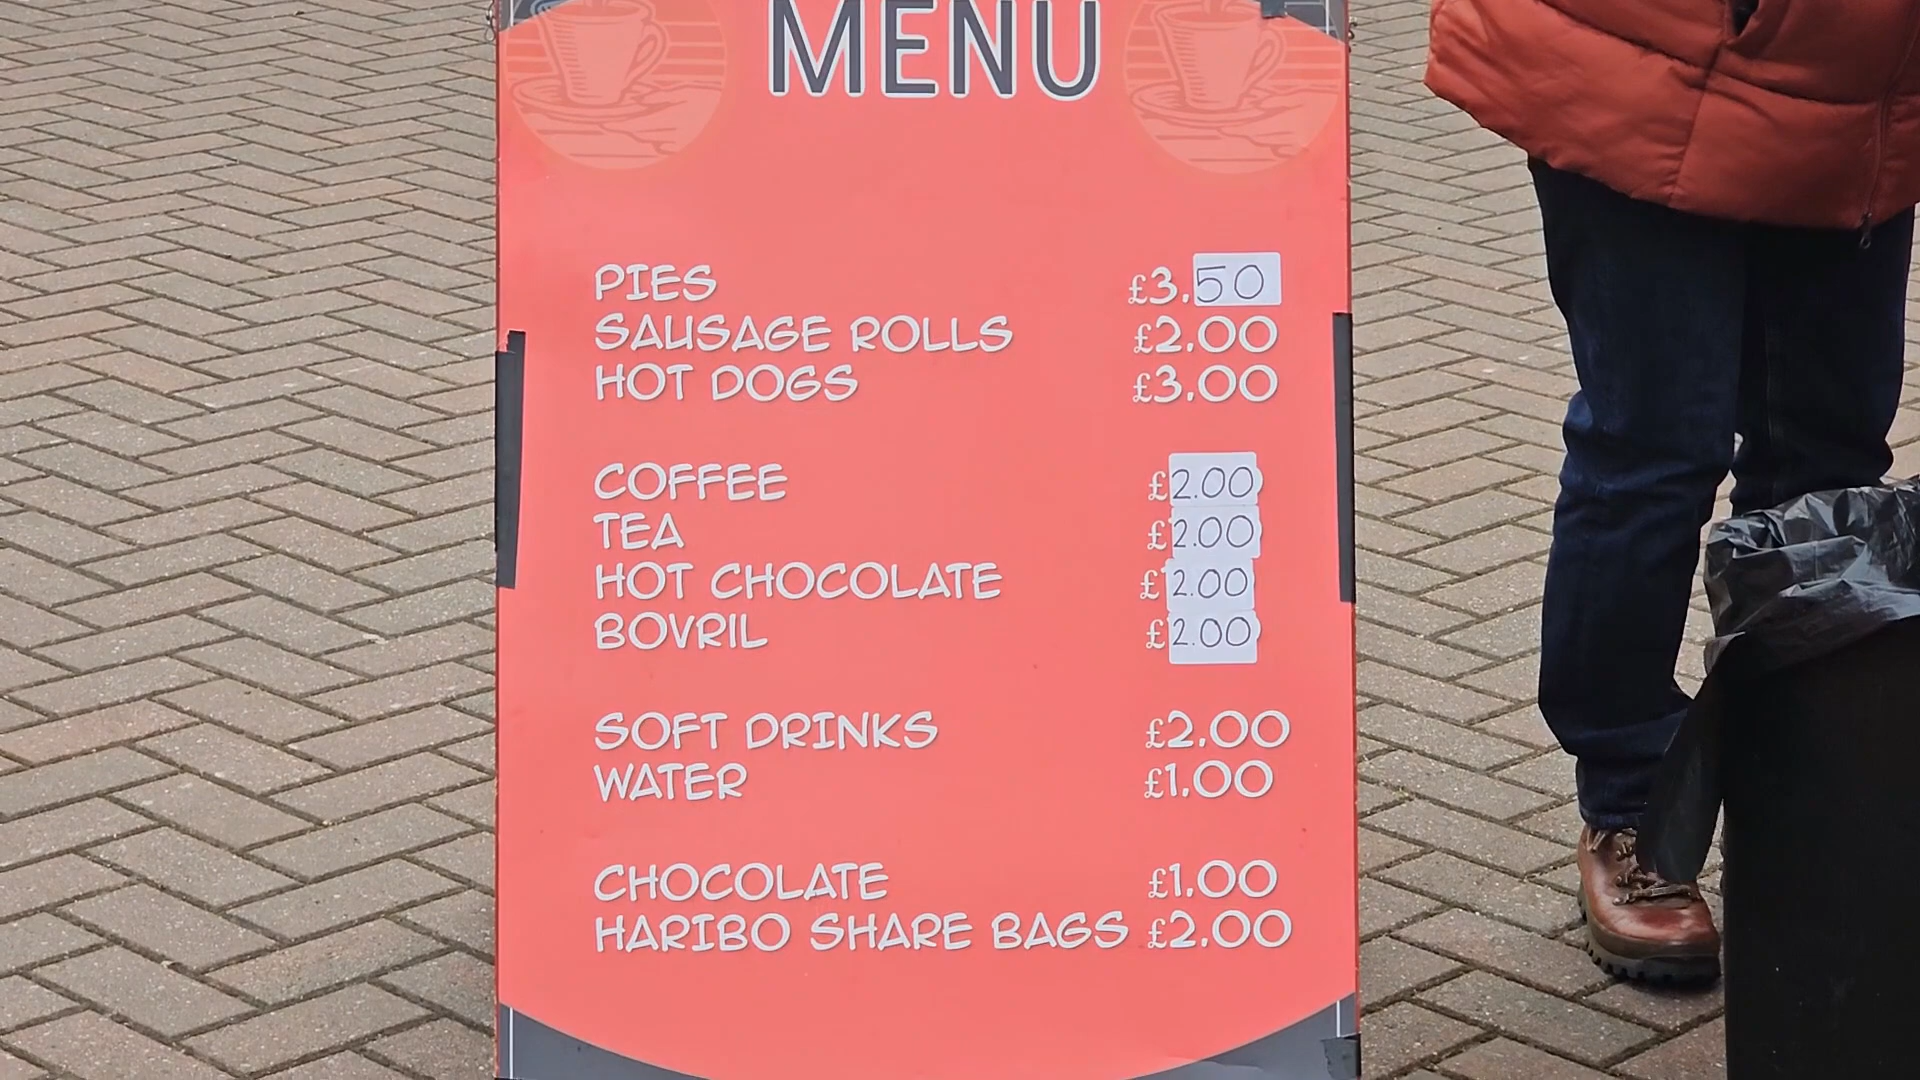 MENU
PIES £3.50
SAUSAGE ROLLS £2.00
HOT DOGS £3.00
COFFEE £2.00
TEA £2.00
HOT CHOCOLATE £2.00
BOVRIL £2.00
SOFT DRINKS £2.00
WATER £1.00
CHOCOLATE £1.00
HARIBO SHARE BAGS £2.00